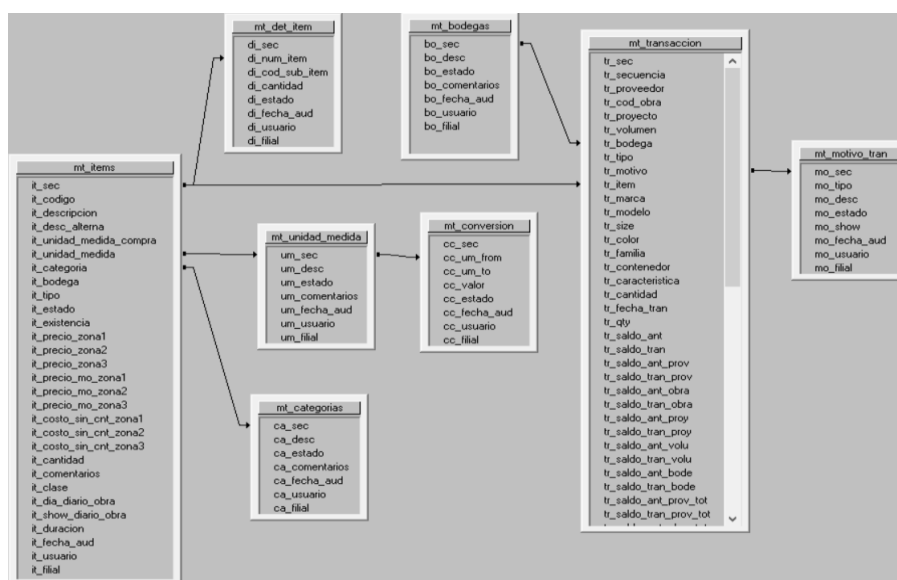 mt_det_item
di_sec
di_num_item
di_cod_sub_item
di_cantidad
di_estado
di_fecha_aud
di_usuario
di_filial
mt_bodegas
bo_sec
bo_desc
bo_estado
bo_comentarios
bo_fecha_aud
bo_usuario
bo_filial
mt_transaccion
tr_sec
tr_secuencia
tr_proveedor
tr_cod_obra
tr_proyecto
tr_volumen
tr_bodega
tr_tipo
tr_motivo
tr_item
tr_marca
tr_modelo
tr_size
tr_color
tr_familia
tr_contenedor
tr_caracteristica
tr_cantidad
tr_fecha_tran
tr_qty
tr_saldo_ant
tr_saldo_tran
tr_saldo_ant_prov
tr_saldo_tran_prov
tr_saldo_ant_obra
tr_saldo_tran_obra
tr_saldo_ant_proy
tr_saldo_tran_proy
tr_saldo_ant_volu
tr_saldo_tran_volu
tr_saldo_ant_bode
tr_saldo_tran_bode
tr_saldo_ant_prov_tot
tr_saldo_tran_prov_tot
mt_motivo_tran
mo_sec
mo_tipo
mo_desc
mo_estado
mo_show
mo_fecha_aud
mo_usuario
mo_filial
mt_items
it_sec
it_codigo
it_descripcion
it_desc_alterna
it_unidad_medida_compra
it_unidad_medida
it_categoria
it_bodega
it_tipo
it_estado
it_existencia
it_precio_zona1
it_precio_zona2
it_precio_zona3
it_precio_mo_zona1
it_precio_mo_zona2
it_precio_mo_zona3
it_costo_sin_cnt_zona1
it_costo_sin_cnt_zona2
it_costo_sin_cnt_zona3
it_cantidad
it_comentarios
it_clase
it_dia_diario_obra
it_show_diario_obra
it_duracion
it_fecha_aud
it_usuario
it_filial
mt_unidad_medida
um_sec
um_desc
um_estado
um_comentarios
um_fecha_aud
um_usuario
um_filial
mt_conversion
cc_sec
cc_um_from
cc_um_to
cc_valor
cc_estado
cc_fecha_aud
cc_usuario
cc_filial
mt_categorias
ca_sec
ca_desc
ca_estado
ca_comentarios
ca_fecha_aud
ca_usuario
ca_filial